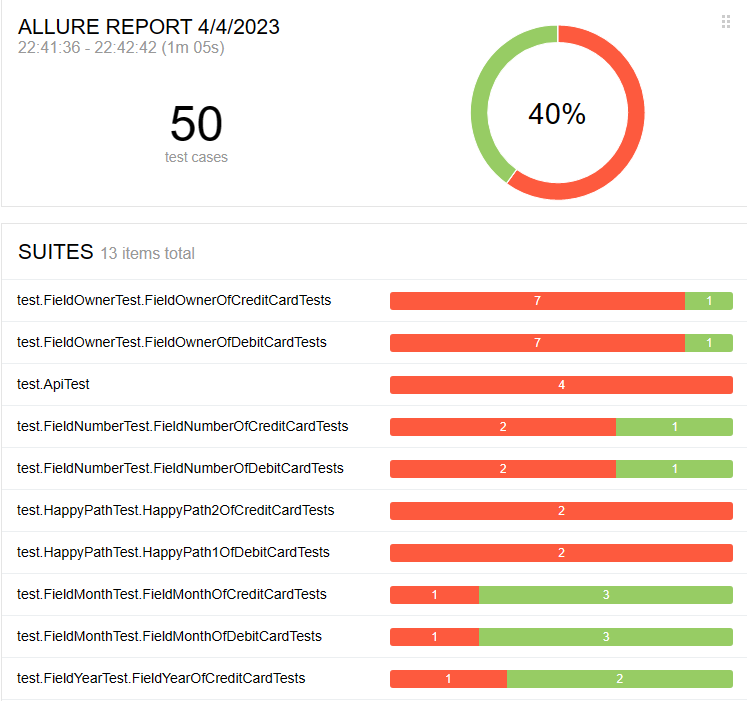 ALLURE REPORT 4/4/2023
22:41:36 - 22:42:42 (1m 05s)
50
test cases
40%
SUITES 13 items total
test.FieldOwnerTest.FieldOwnerOfCreditCardTests 7 1
test.FieldOwnerTest.FieldOwnerOfDebitCardTests 7 1
test.ApiTest 4
test.FieldNumberTest.FieldNumberOfCreditCardTests 2 1
test.FieldNumberTest.FieldNumberOfDebitCardTests 2 1
test.HappyPathTest.HappyPath2OfCreditCardTests 2
test.HappyPathTest.HappyPath1OfDebitCardTests 2
test.FieldMonthTest.FieldMonthOfCreditCardTests 1 3
test.FieldMonthTest.FieldMonthOfDebitCardTests 1 3
test.FieldYearTest.FieldYearOfCreditCardTests 1 2